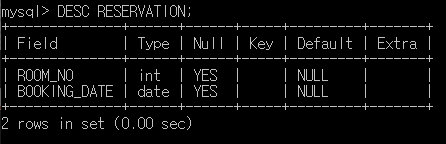 mysql> DESC RESERVATION;
+--------------+------+------+-----+---------+-------+
| Field        | Type | Null | Key | Default | Extra |
+--------------+------+------+-----+---------+-------+
| ROOM_NO      | int  | YES  |     | NULL    |       |
| BOOKING_DATE | date | YES  |     | NULL    |       |
+--------------+------+------+-----+---------+-------+
2 rows in set (0.00 sec)